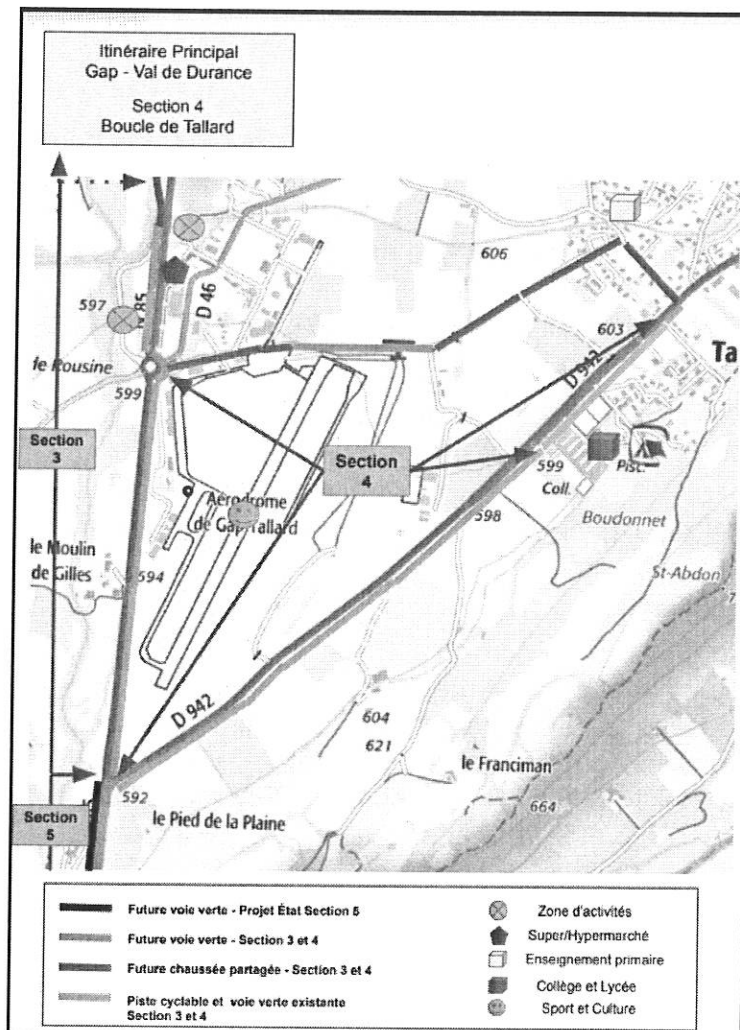 Itinéraire Principal
Gap - Val de Durance
Section 4
Boucle de Tallard
606
597
N 85
D 46
603
le Rousine
599
D 942
Ta
Section
3
Section
4
599
Pisc.
Coll.
Aérodrome
de Gap-Tallard
598
Boudonnet
le Moulin
de Gilles
594
St-Abdon
7
D 942
604
621
le Franciman
592
664
Section
5
le Pied de la Plaine
Future voie verte - Projet État Section 5
Future voie verte - Section 3 et 4
Future chaussée partagée - Section 3 et 4
Piste cyclable et voie verte existante
Section 3 et 4
Zone d'activités
Super/Hypermarché
Enseignement primaire
Collège et Lycée
Sport et Culture